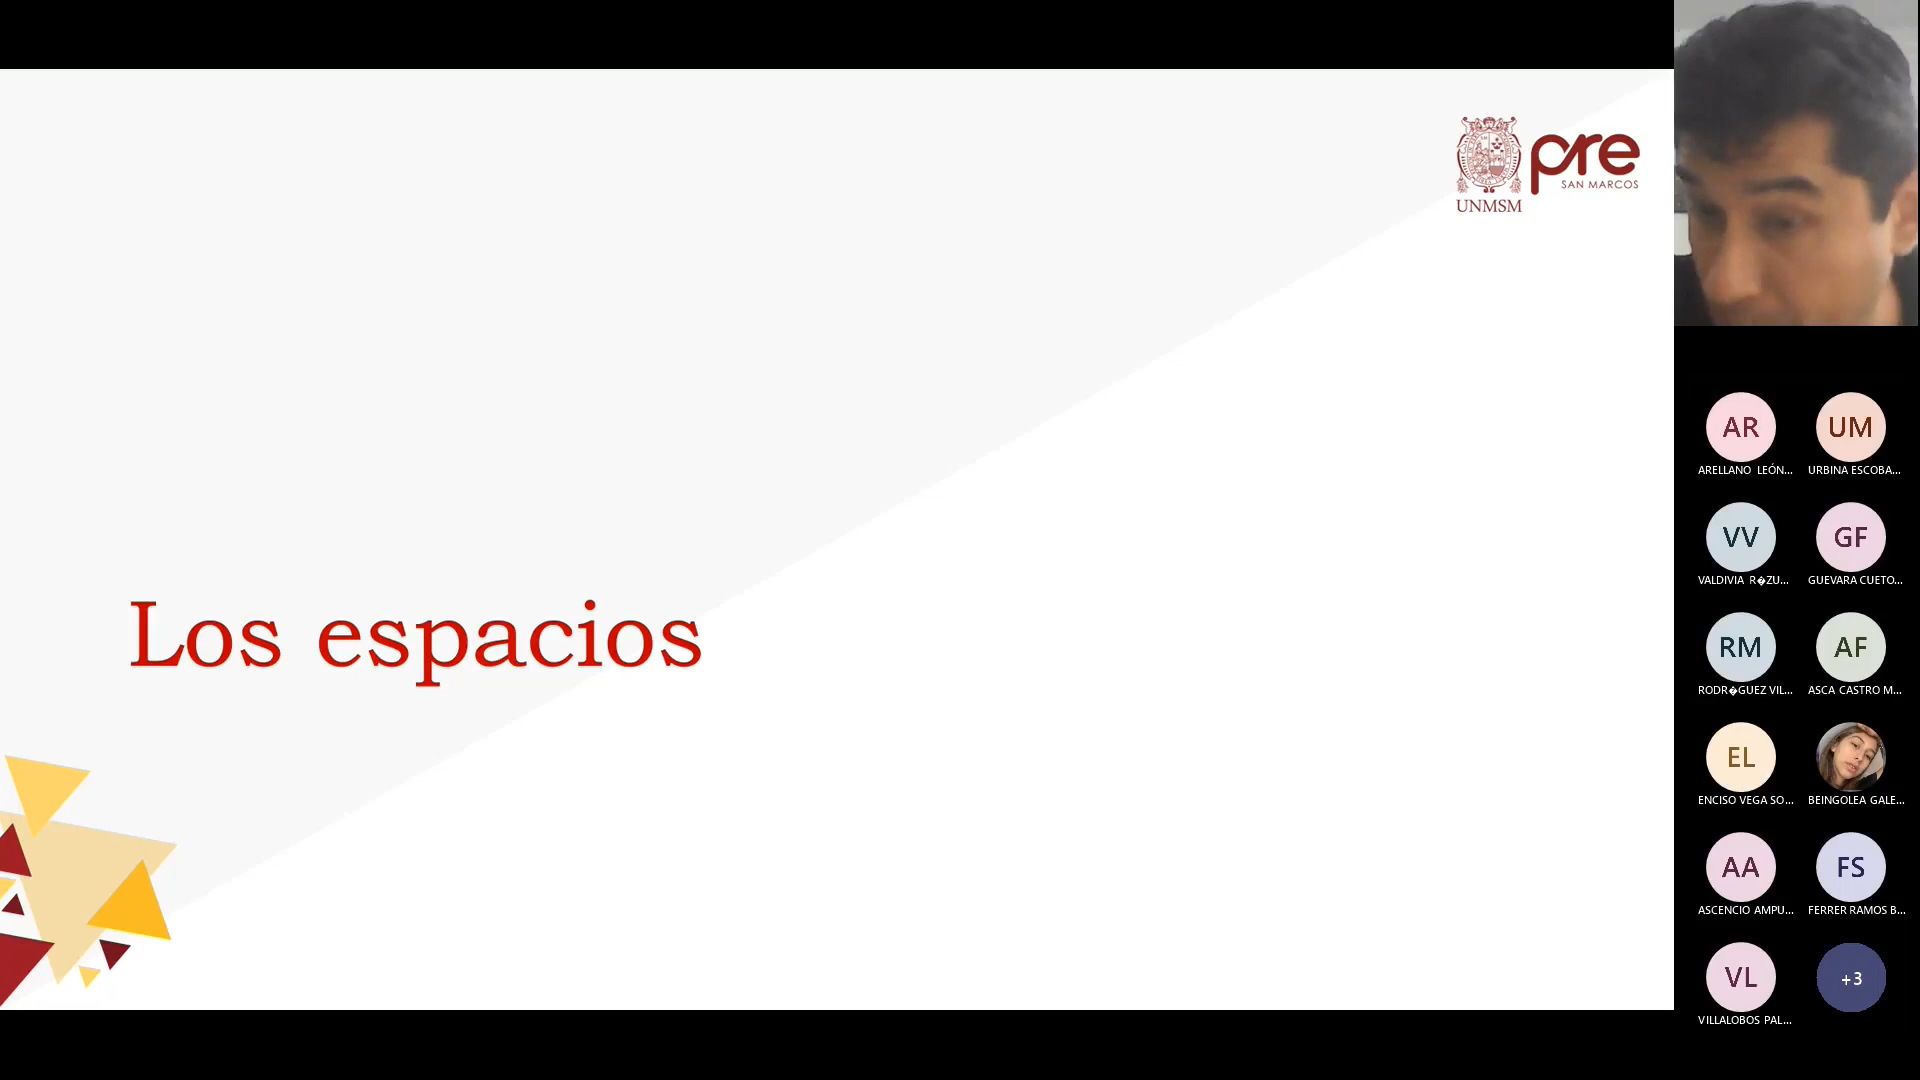 UNMSM
pre
SAN MARCOS
Los espacios
AR
ARELLANO LEÓN...
UM
URBINA ESCOBA...
VV
VALDIVIA R�ZU...
GF
GUEVARA CUETO...
RM
RODR�GUEZ VIL...
AF
ASCA CASTRO M...
EL
ENCISO VEGA SO...
BEINGOLEA GALE...
AA
ASCENCIO AMPU...
FS
FERRER RAMOS B...
VL
VILLALOBOS PAL...
+3